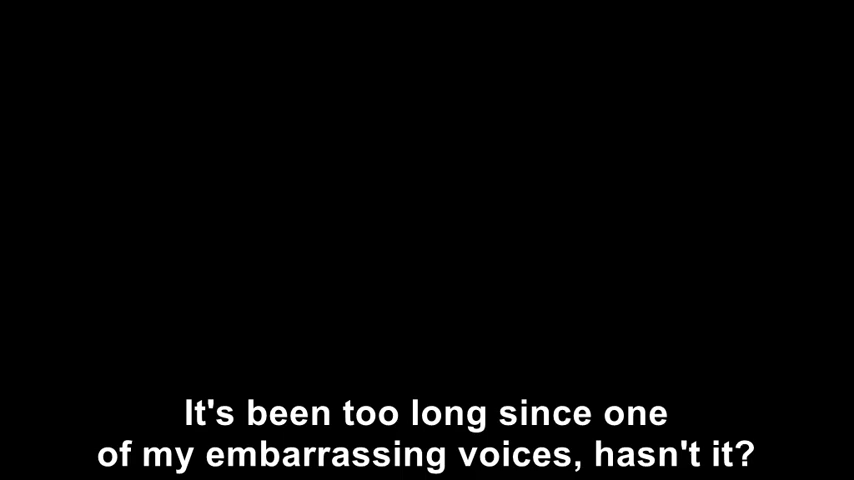 It's been too long since one
of my embarrassing voices, hasn't it?